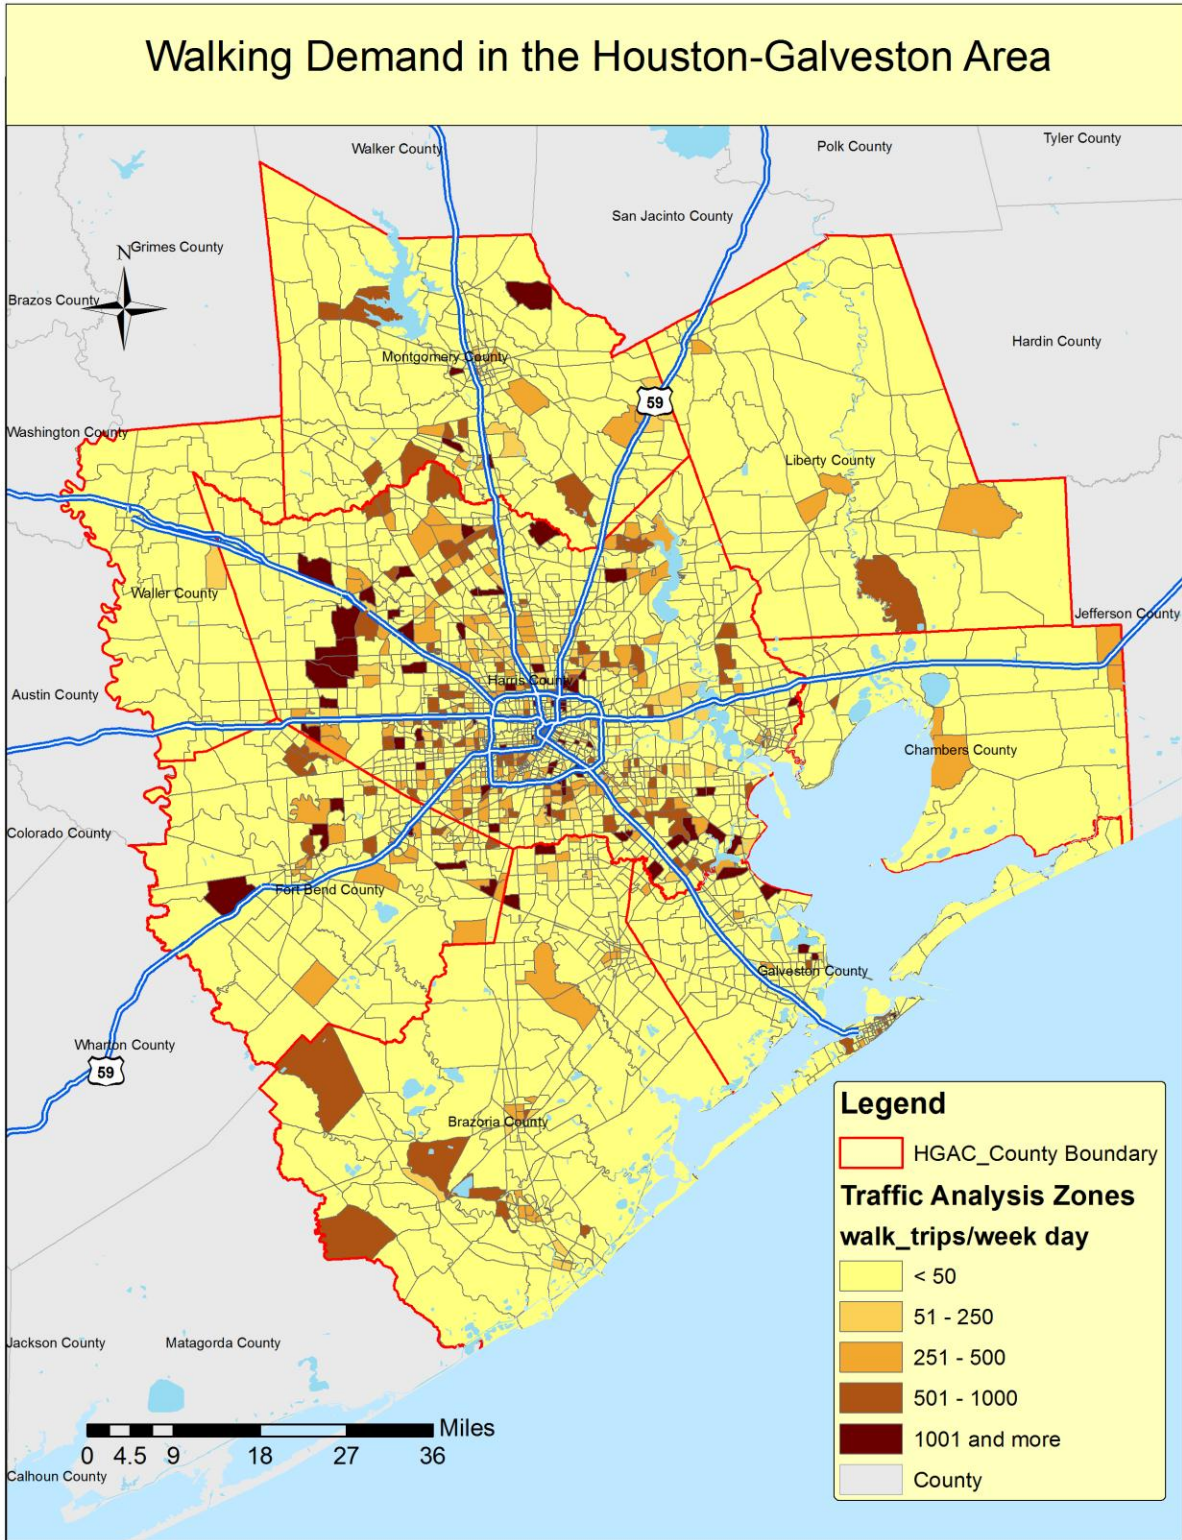 Walking Demand in the Houston-Galveston Area
Walker County
Polk County
Tyler County
San Jacinto County
Grimes County
N
Brazos County
Hardin County
Montgomery County
59
Washington County
Liberty County
Waller County
Jefferson County
Harris County
Austin County
Chambers County
Colorado County
Fort Bend County
Galveston County
Wharton County
59
Brazoria County
Jackson County
Matagorda County
Calhoun County
Miles
0 4.5 9 18 27 36
Legend
HGAC_County Boundary
Traffic Analysis Zones
walk_trips/week day
< 50
51 - 250
251 - 500
501 - 1000
1001 and more
County